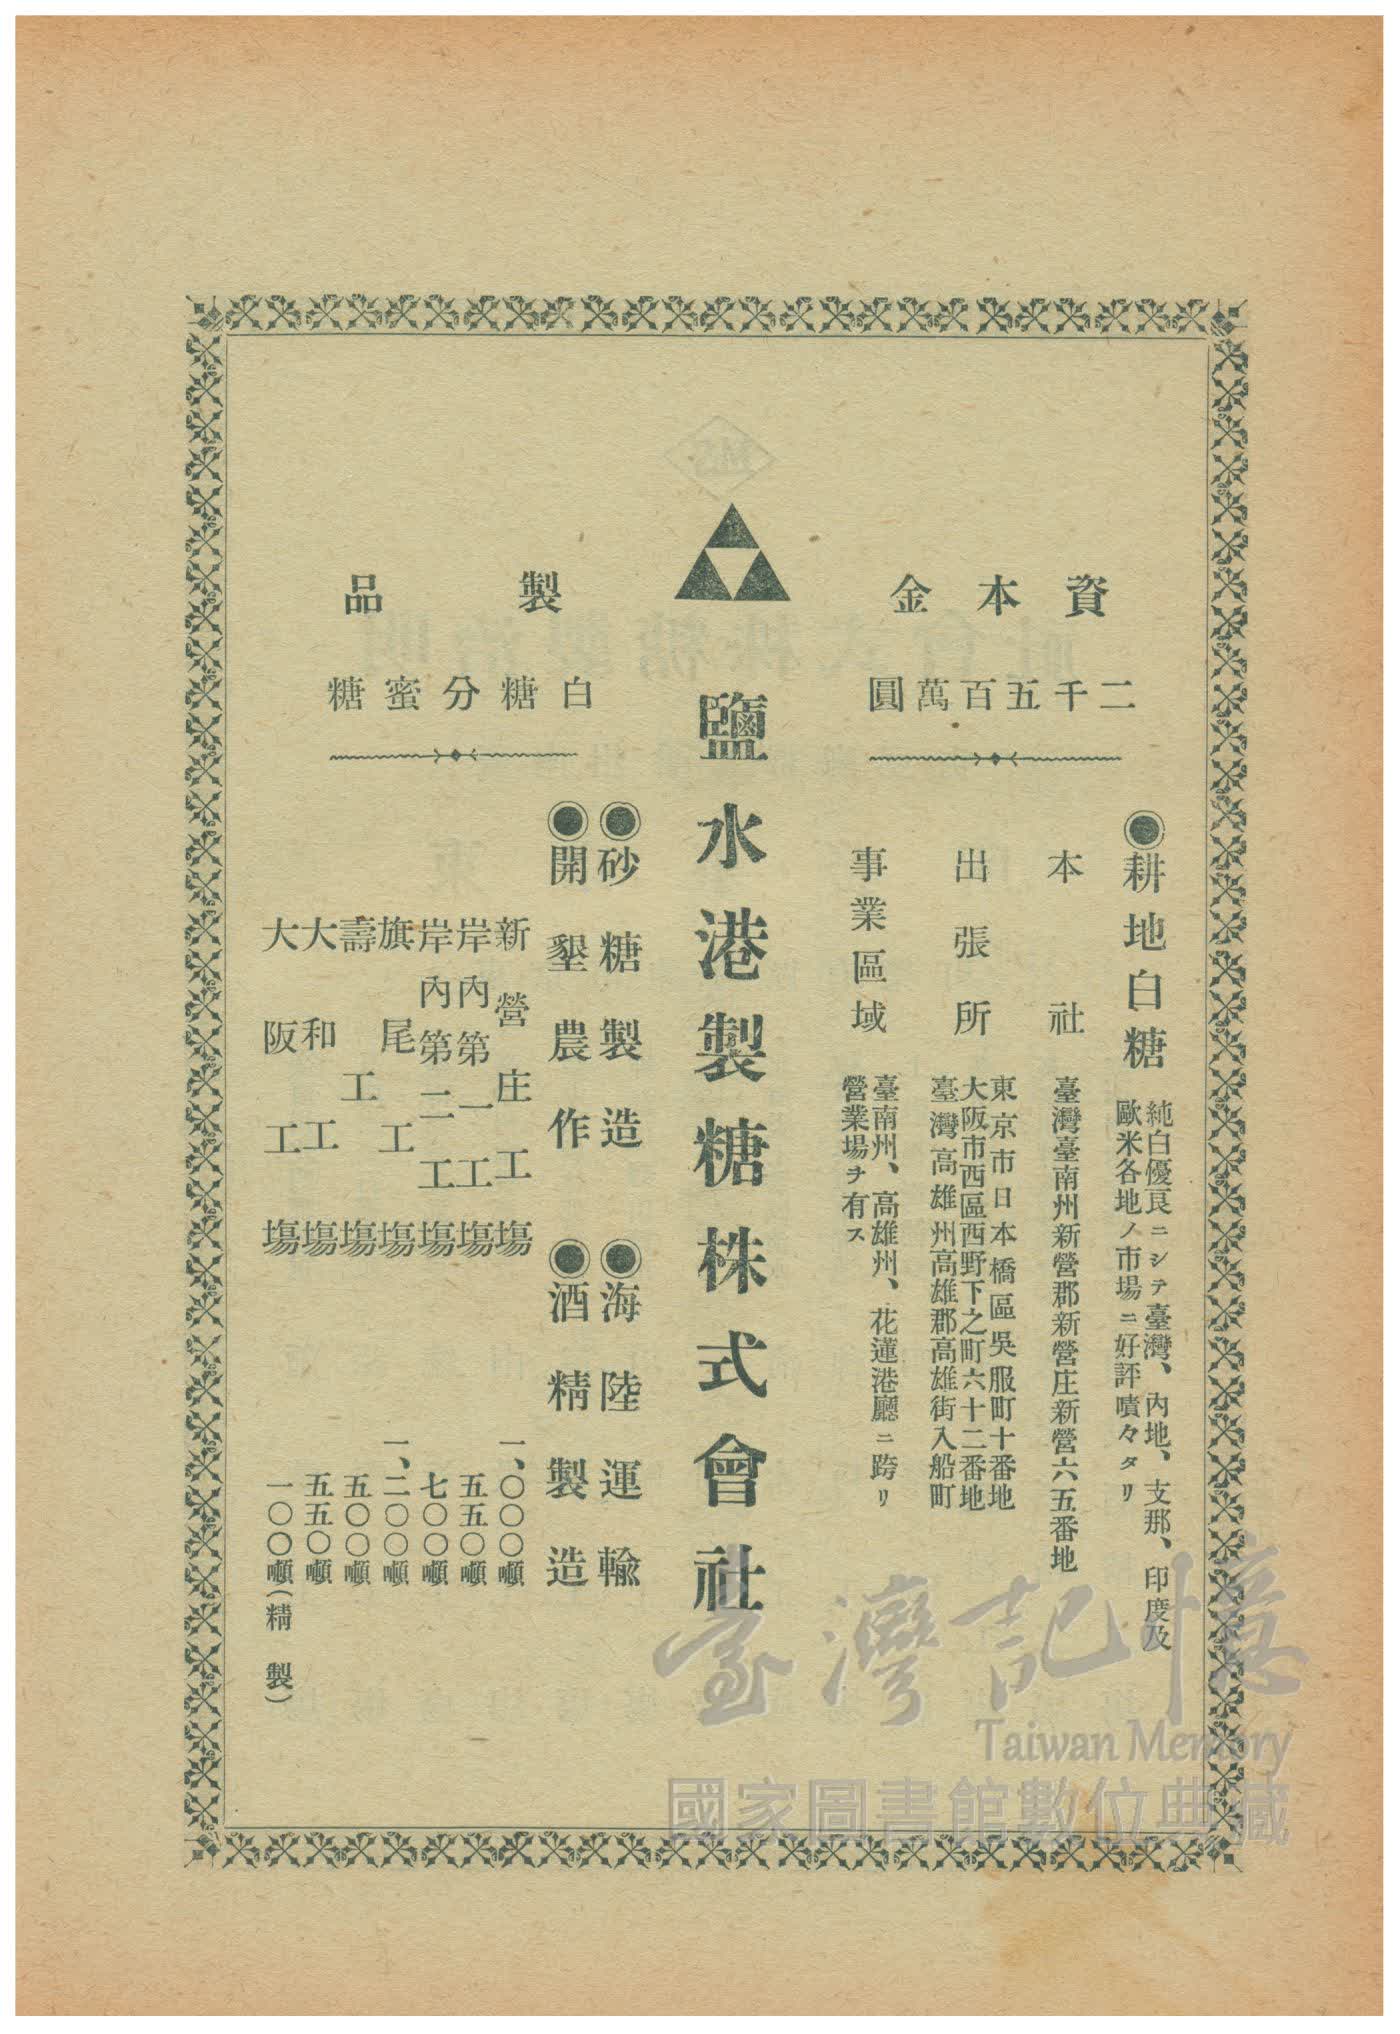 資本金
二千五百萬圓
◉耕地白糖
純白優良ニシテ臺灣、內地、支那、印度及
歐米各地ノ市場ニ好評嘖々タリ
本社
臺灣臺南州新營郡新營庄新營六五番地
出張所
東京市日本橋區吳服町十番地
大阪市西區西野下之町六十二番地
臺灣高雄州高雄郡高雄街入船町
事業區域
臺南州、高雄州、花蓮港廳ニ跨リ
營業場ヲ有ス
鹽水港製糖株式會社
製品
白糖分蜜糖
◉砂糖製造
◉海陸運輸
◉開墾農作
◉酒精製造
新營庄工塲 一、〇〇〇噸
岸內第一工塲 五五〇噸
岸內第二工塲 七〇〇噸
旗尾工塲 一、二〇〇噸
壽工塲 五〇〇噸
大和工塲 五五〇噸
大阪工塲 一〇〇噸（精製）
臺灣記憶
Taiwan Memory
國家圖書館數位典藏